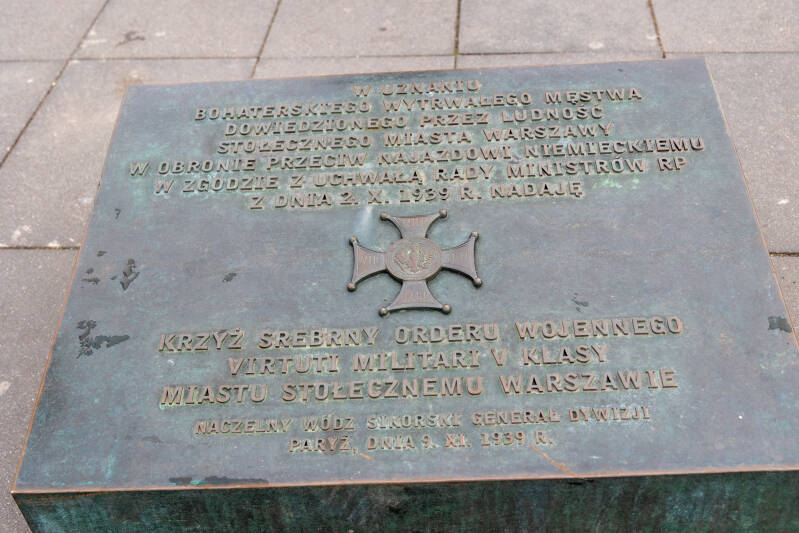 W UZNANIU
BOHATERSKIEGO WYTRWAŁEGO MĘSTWA
DOWIEDZIONEGO PRZEZ LUDNOŚĆ
STOŁECZNEGO MIASTA WARSZAWY
W OBRONIE PRZECIW NAJAZDOWI NIEMIECKIEMU
W ZGODZIE Z UCHWAŁĄ RADY MINISTRÓW RP
Z DNIA 2. X. 1939 R. NADAJĘ
KRZYŻ SREBRNY ORDERU WOJENNEGO
VIRTUTI MILITARI V KLASY
MIASTU STOŁECZNEMU WARSZAWIE
NACZELNY WÓDZ SIKORSKI GENERAŁ DYWIZJI
PARYŻ, DNIA 9. XI. 1939 R.